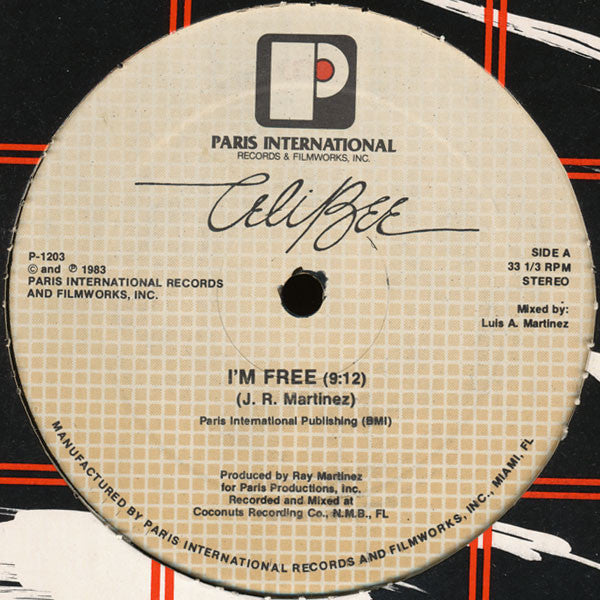 P
PARIS INTERNATIONAL
RECORDS & FILMWORKS, INC.
Celi Bee
P-1203
© and ℗ 1983
PARIS INTERNATIONAL RECORDS
AND FILMWORKS, INC.
SIDE A
33 1/3 RPM
STEREO
Mixed by:
Luis A. Martinez
I'M FREE (9:12)
(J. R. Martinez)
Paris International Publishing (BMI)
Produced by Ray Martinez
for Paris Productions, Inc.
Recorded and Mixed at
Coconuts Recording Co., N.M.B., FL
MANUFACTURED BY PARIS INTERNATIONAL RECORDS AND FILMWORKS, INC., MIAMI, FL